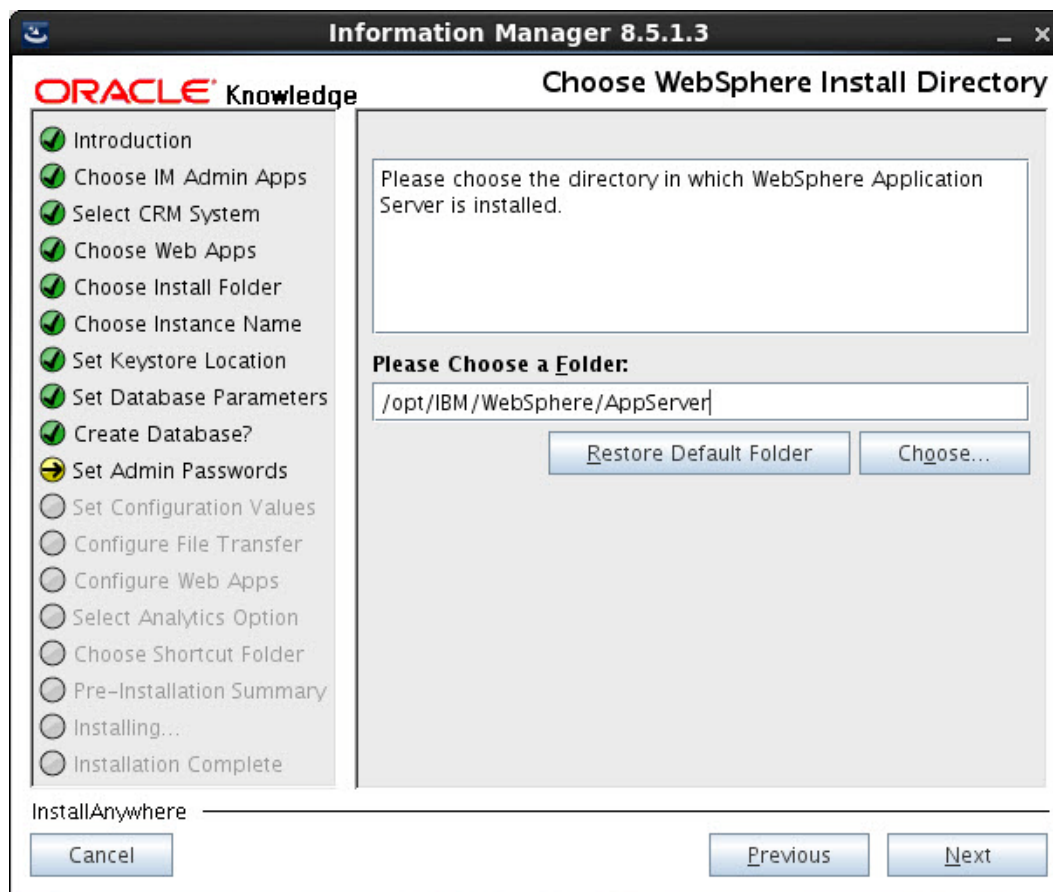 Information Manager 8.5.1.3
ORACLE Knowledge
Choose WebSphere Install Directory
Introduction
Choose IM Admin Apps
Select CRM System
Choose Web Apps
Choose Install Folder
Choose Instance Name
Set Keystore Location
Set Database Parameters
Create Database?
Set Admin Passwords
Set Configuration Values
Configure File Transfer
Configure Web Apps
Select Analytics Option
Choose Shortcut Folder
Pre-Installation Summary
Installing...
Installation Complete
Please choose the directory in which WebSphere Application
Server is installed.
Please Choose a Folder:
/opt/IBM/WebSphere/AppServer
Restore Default Folder
Choose...
InstallAnywhere
Cancel
Previous
Next